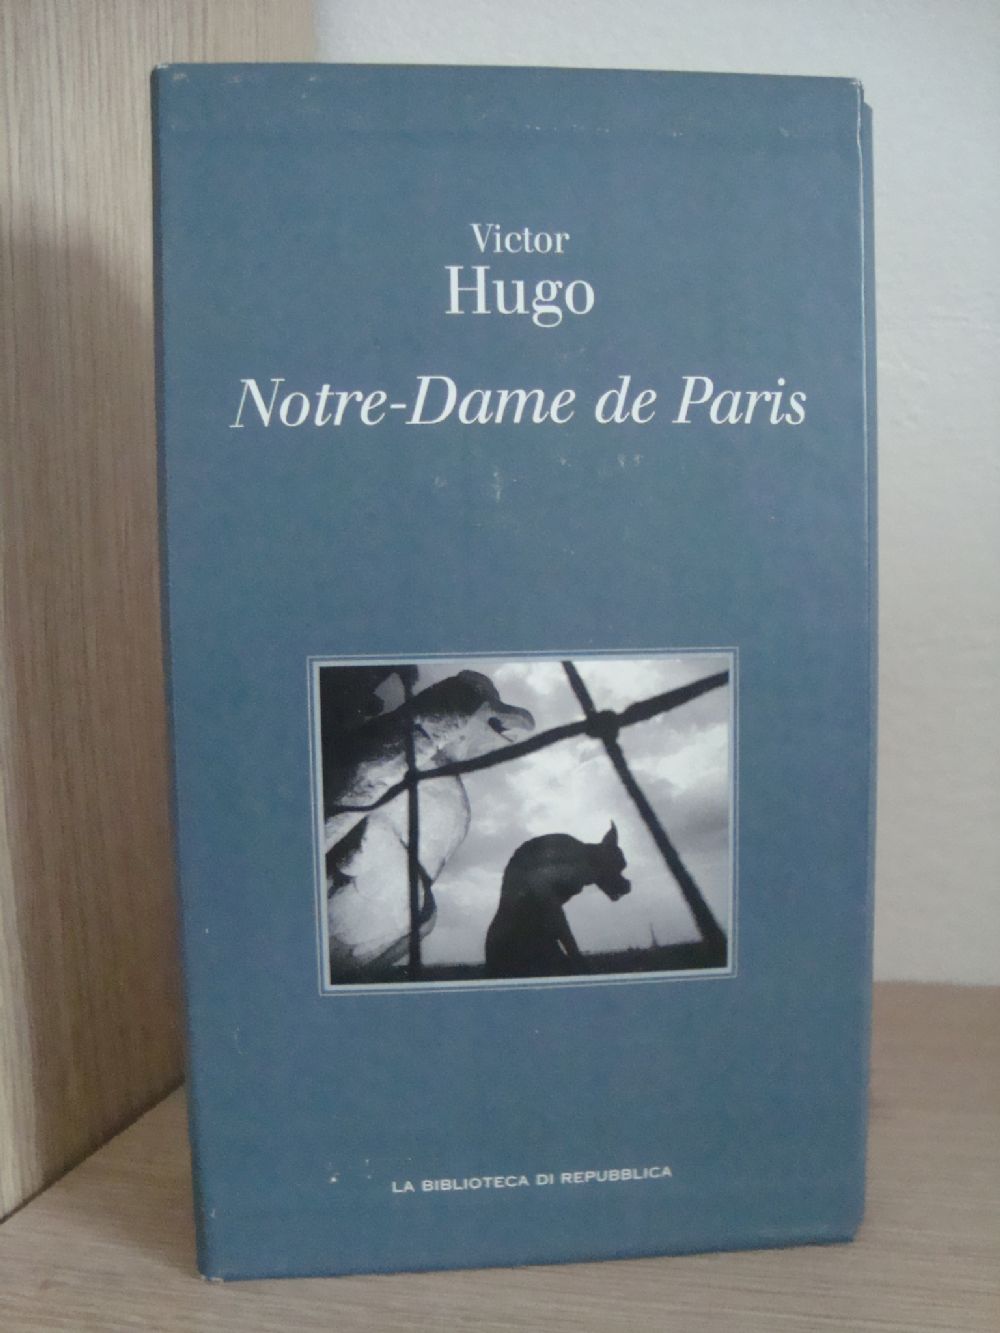 Victor
Hugo
Notre-Dame de Paris
LA BIBLIOTECA DI REPUBBLICA